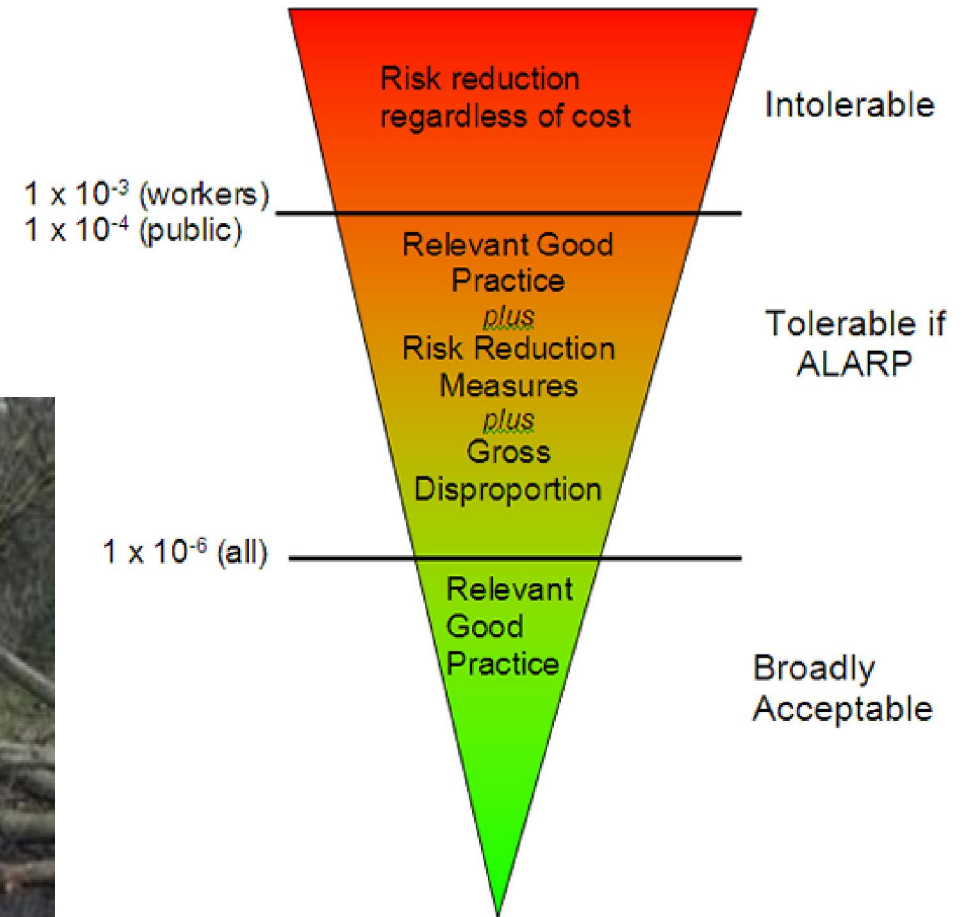 Risk reduction
regardless of cost
Intolerable
1 x 10⁻³ (workers)
1 x 10⁻⁴ (public)
Relevant Good
Practice
plus
Risk Reduction
Measures
plus
Gross
Disproportion
Tolerable if
ALARP
1 x 10⁻⁶ (all)
Relevant
Good
Practice
Broadly
Acceptable